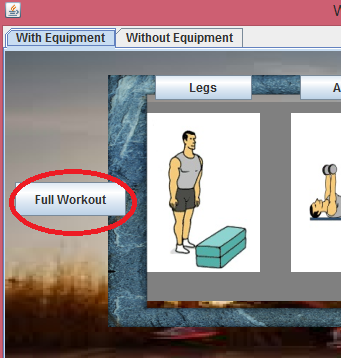 W
With Equipment Without Equipment
Legs A
Full Workout